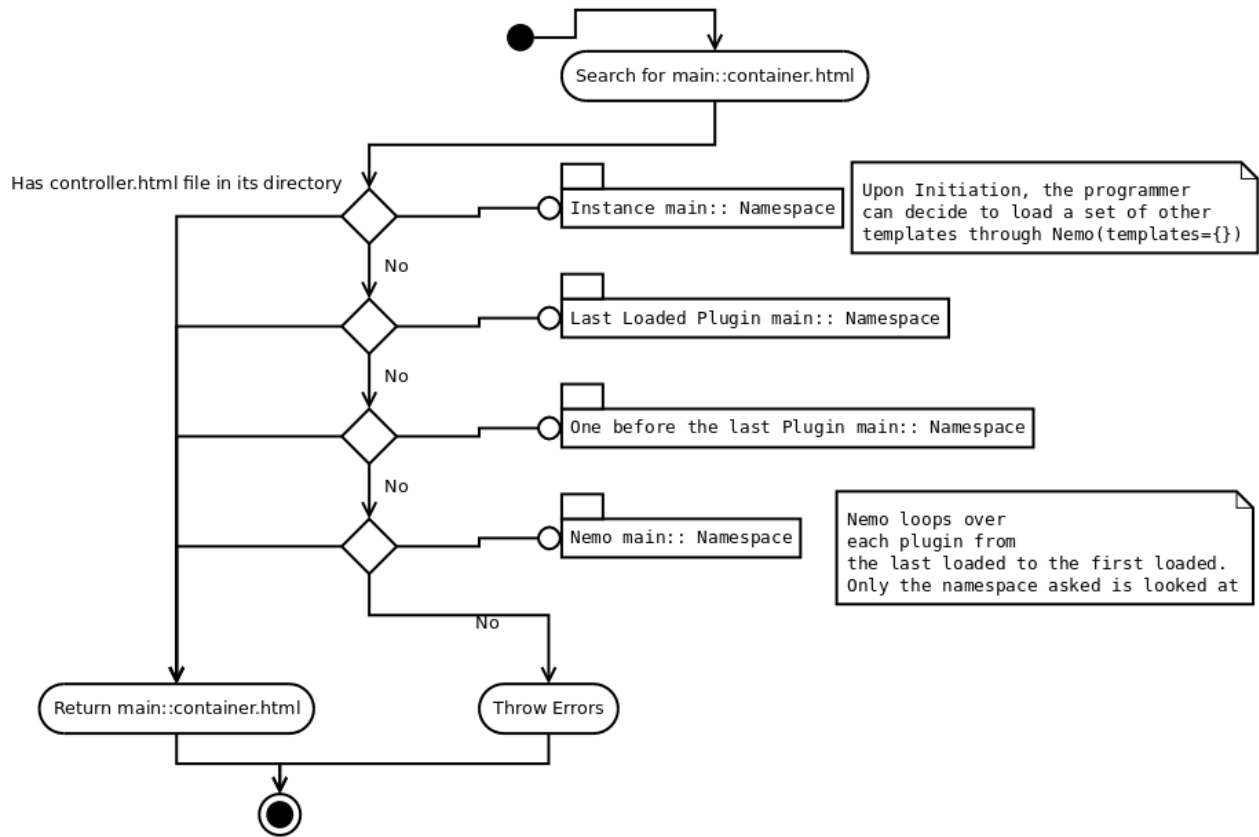 Search for main::container.html
Has controller.html file in its directory
Instance main:: Namespace
Upon Initiation, the programmer
can decide to load a set of other
templates through Nemo(templates={})
No
Last Loaded Plugin main:: Namespace
No
One before the last Plugin main:: Namespace
No
Nemo main:: Namespace
Nemo loops over
each plugin from
the last loaded to the first loaded.
Only the namespace asked is looked at
No
Return main::container.html
Throw Errors